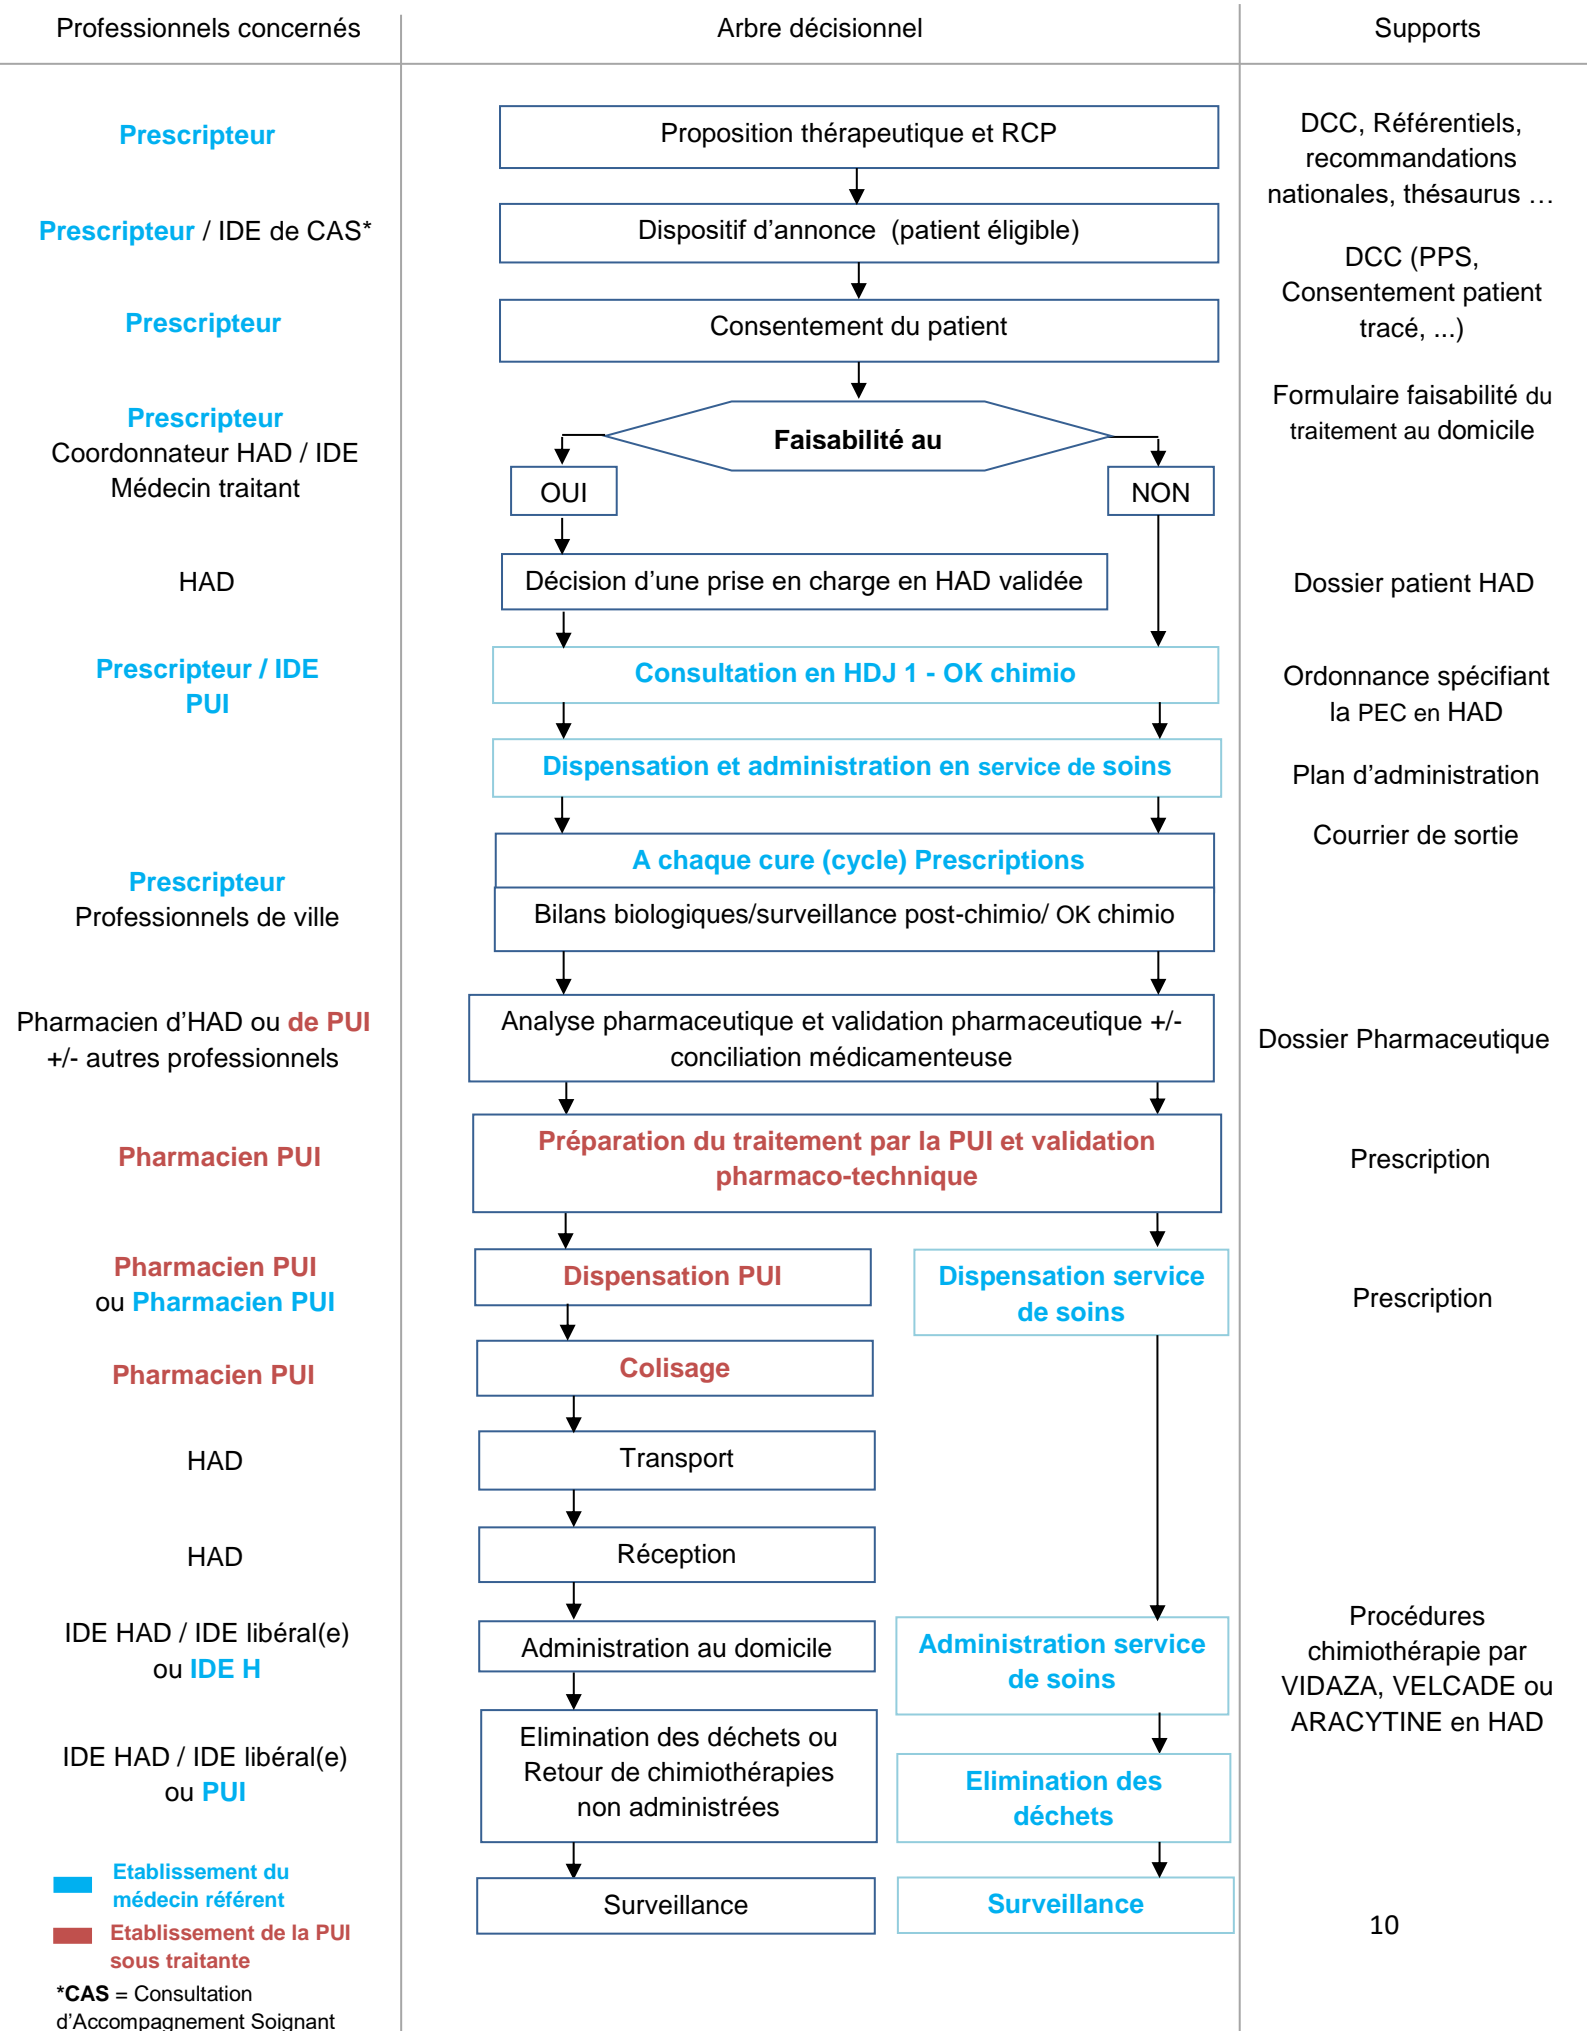 Professionnels concernés
Arbre décisionnel
Supports
Prescripteur
Proposition thérapeutique et RCP
DCC, Référentiels,
recommandations
nationales, thésaurus …
Prescripteur / IDE de CAS*
Dispositif d’annonce (patient éligible)
DCC (PPS,
Consentement patient
tracé, ...)
Prescripteur
Consentement du patient
Prescripteur
Coordonnateur HAD / IDE
Médecin traitant
Faisabilité au
Formulaire faisabilité du
traitement au domicile
OUI
NON
HAD
Décision d’une prise en charge en HAD validée
Dossier patient HAD
Prescripteur / IDE
PUI
Consultation en HDJ 1 - OK chimio
Ordonnance spécifiant
la PEC en HAD
Dispensation et administration en service de soins
Plan d’administration
Courrier de sortie
Prescripteur
Professionnels de ville
A chaque cure (cycle) Prescriptions
Bilans biologiques/surveillance post-chimio/ OK chimio
Pharmacien d’HAD ou de PUI
+/- autres professionnels
Analyse pharmaceutique et validation pharmaceutique +/-
conciliation médicamenteuse
Dossier Pharmaceutique
Pharmacien PUI
Préparation du traitement par la PUI et validation
pharmaco-technique
Prescription
Pharmacien PUI
ou Pharmacien PUI
Dispensation PUI
Dispensation service
de soins
Prescription
Pharmacien PUI
Colisage
HAD
Transport
HAD
Réception
IDE HAD / IDE libéral(e)
ou IDE H
Administration au domicile
Administration service
de soins
Procédures
chimiothérapie par
VIDAZA, VELCADE ou
ARACYTINE en HAD
IDE HAD / IDE libéral(e)
ou PUI
Elimination des déchets ou
Retour de chimiothérapies
non administrées
Elimination des
déchets
Surveillance
Surveillance
Etablissement du
médecin référent
Etablissement de la PUI
sous traitante
*CAS = Consultation
d’Accompagnement Soignant
10